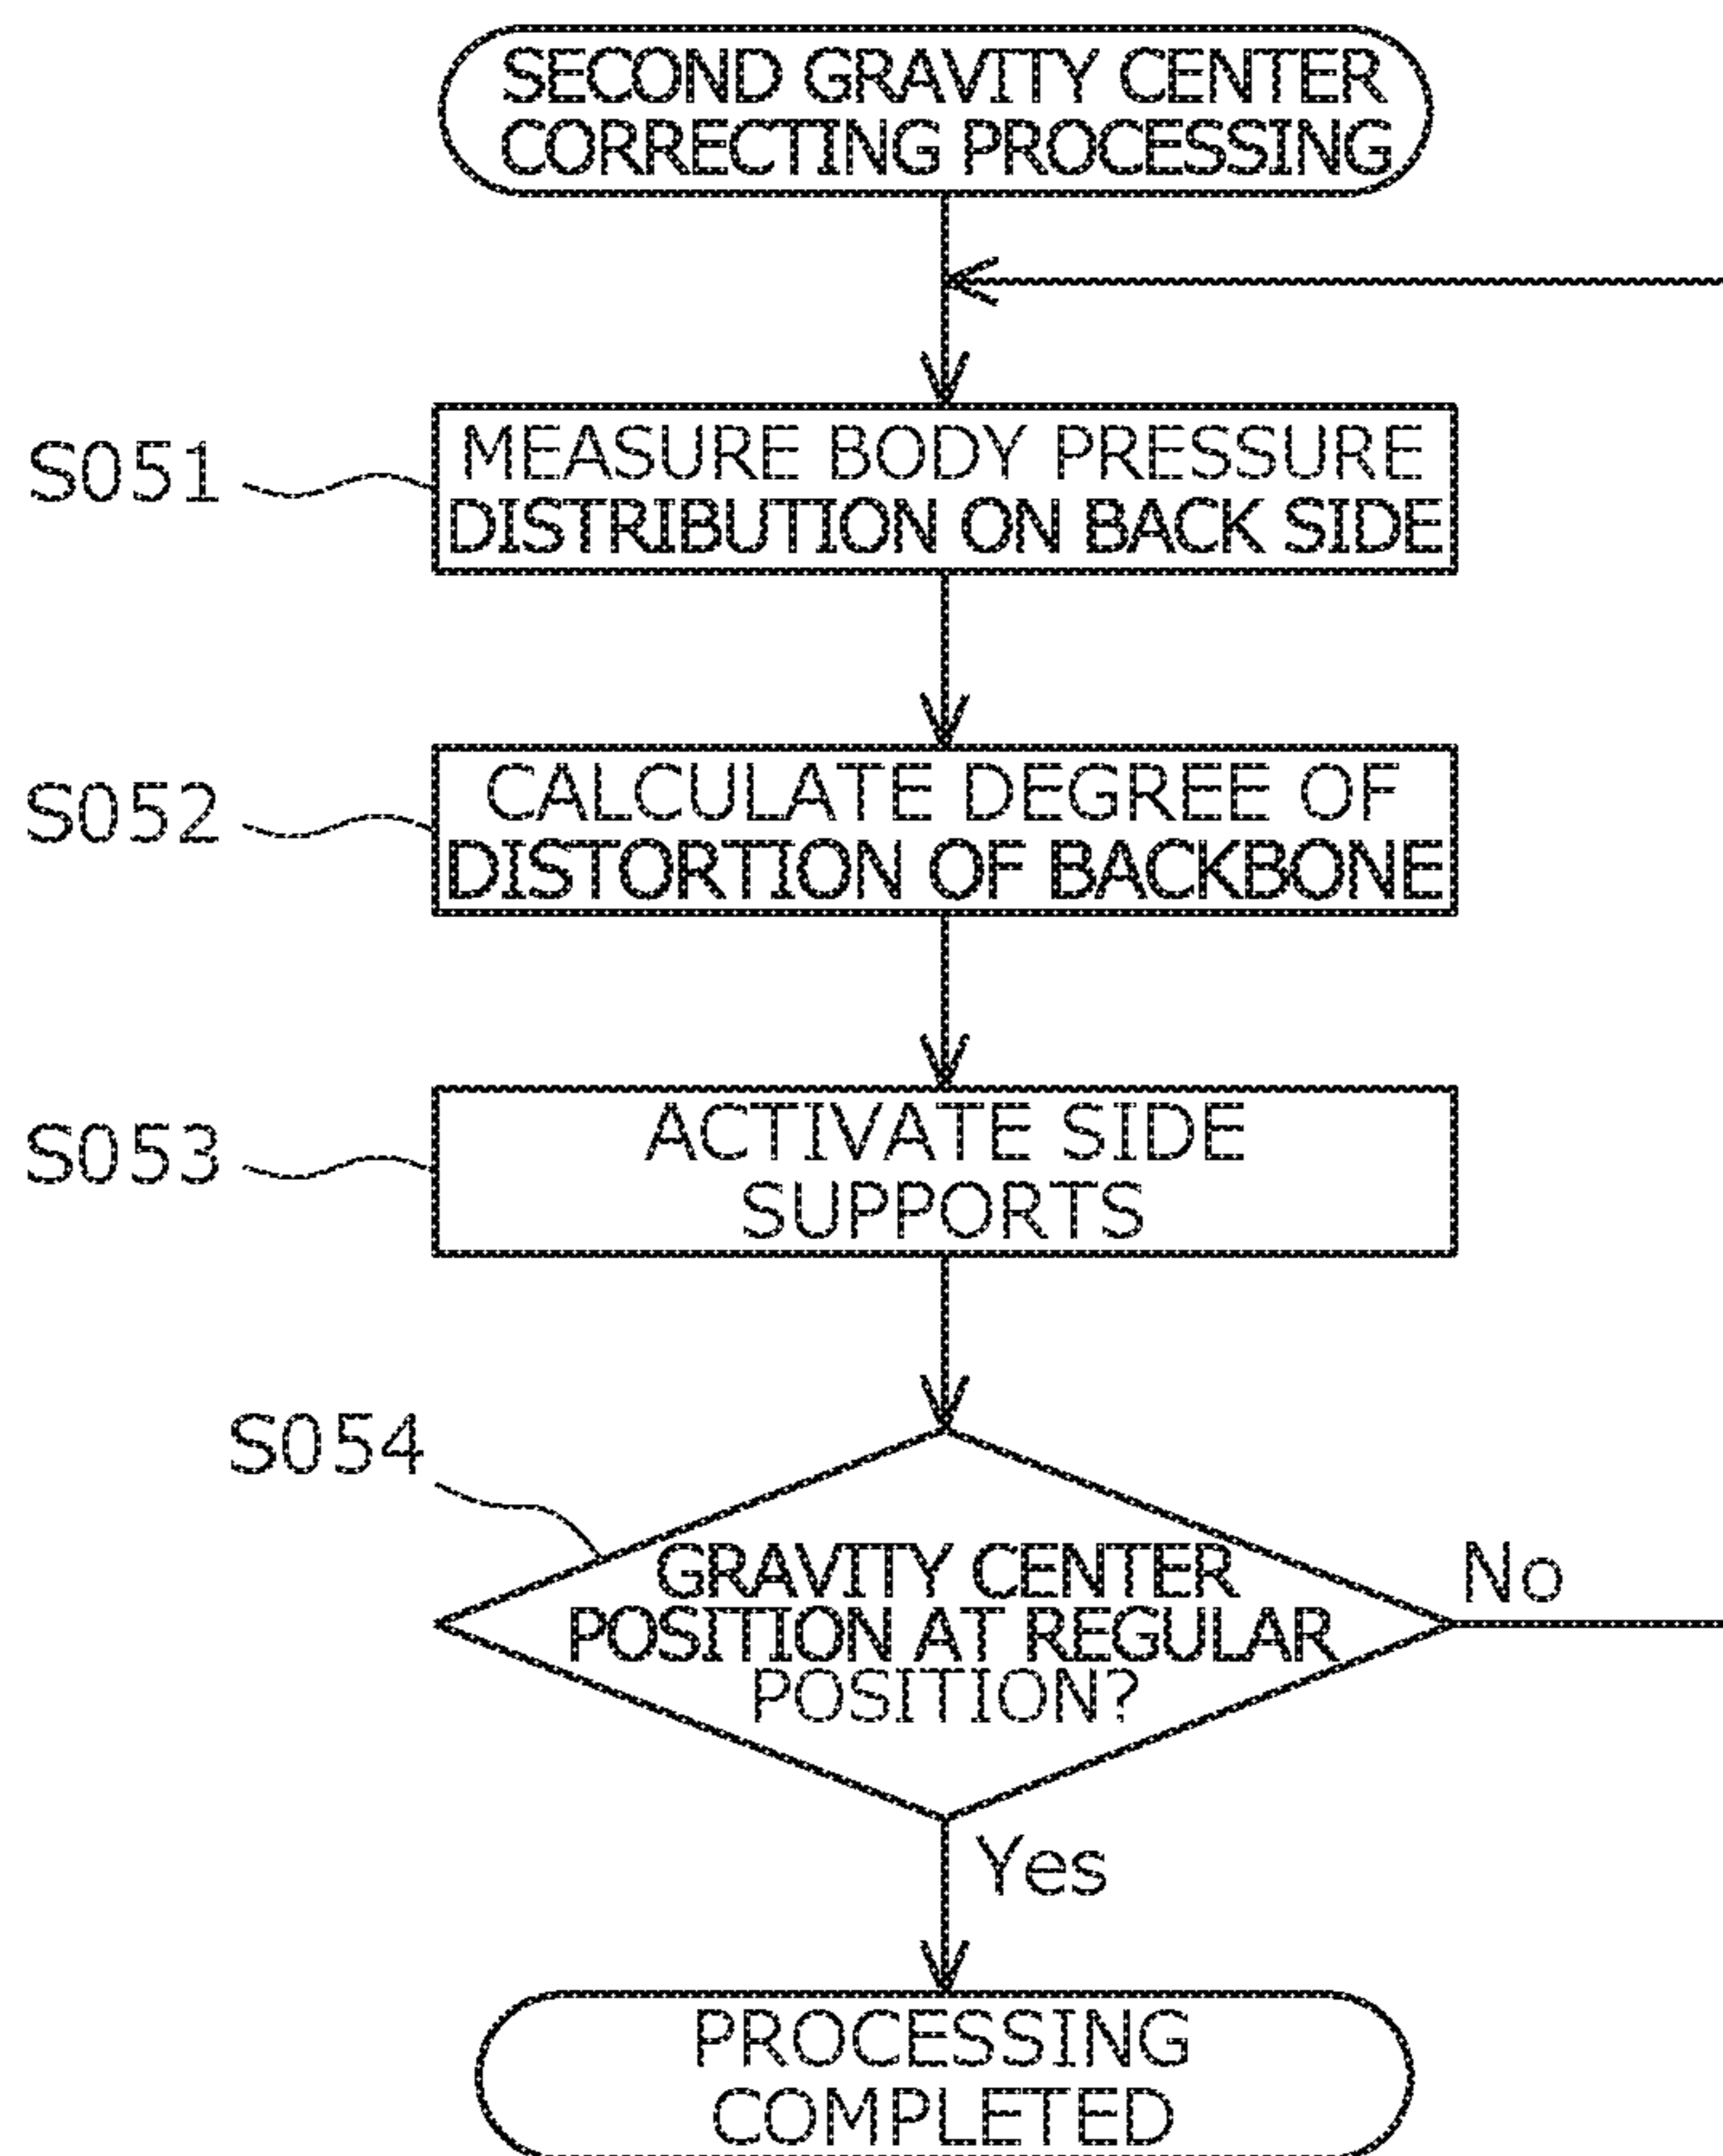 SECOND GRAVITY CENTER
CORRECTING PROCESSING
S051
MEASURE BODY PRESSURE
DISTRIBUTION ON BACK SIDE
S052
CALCULATE DEGREE OF
DISTORTION OF BACKBONE
S053
ACTIVATE SIDE
SUPPORTS
S054
GRAVITY CENTER
POSITION AT REGULAR
POSITION?
No
Yes
PROCESSING
COMPLETED